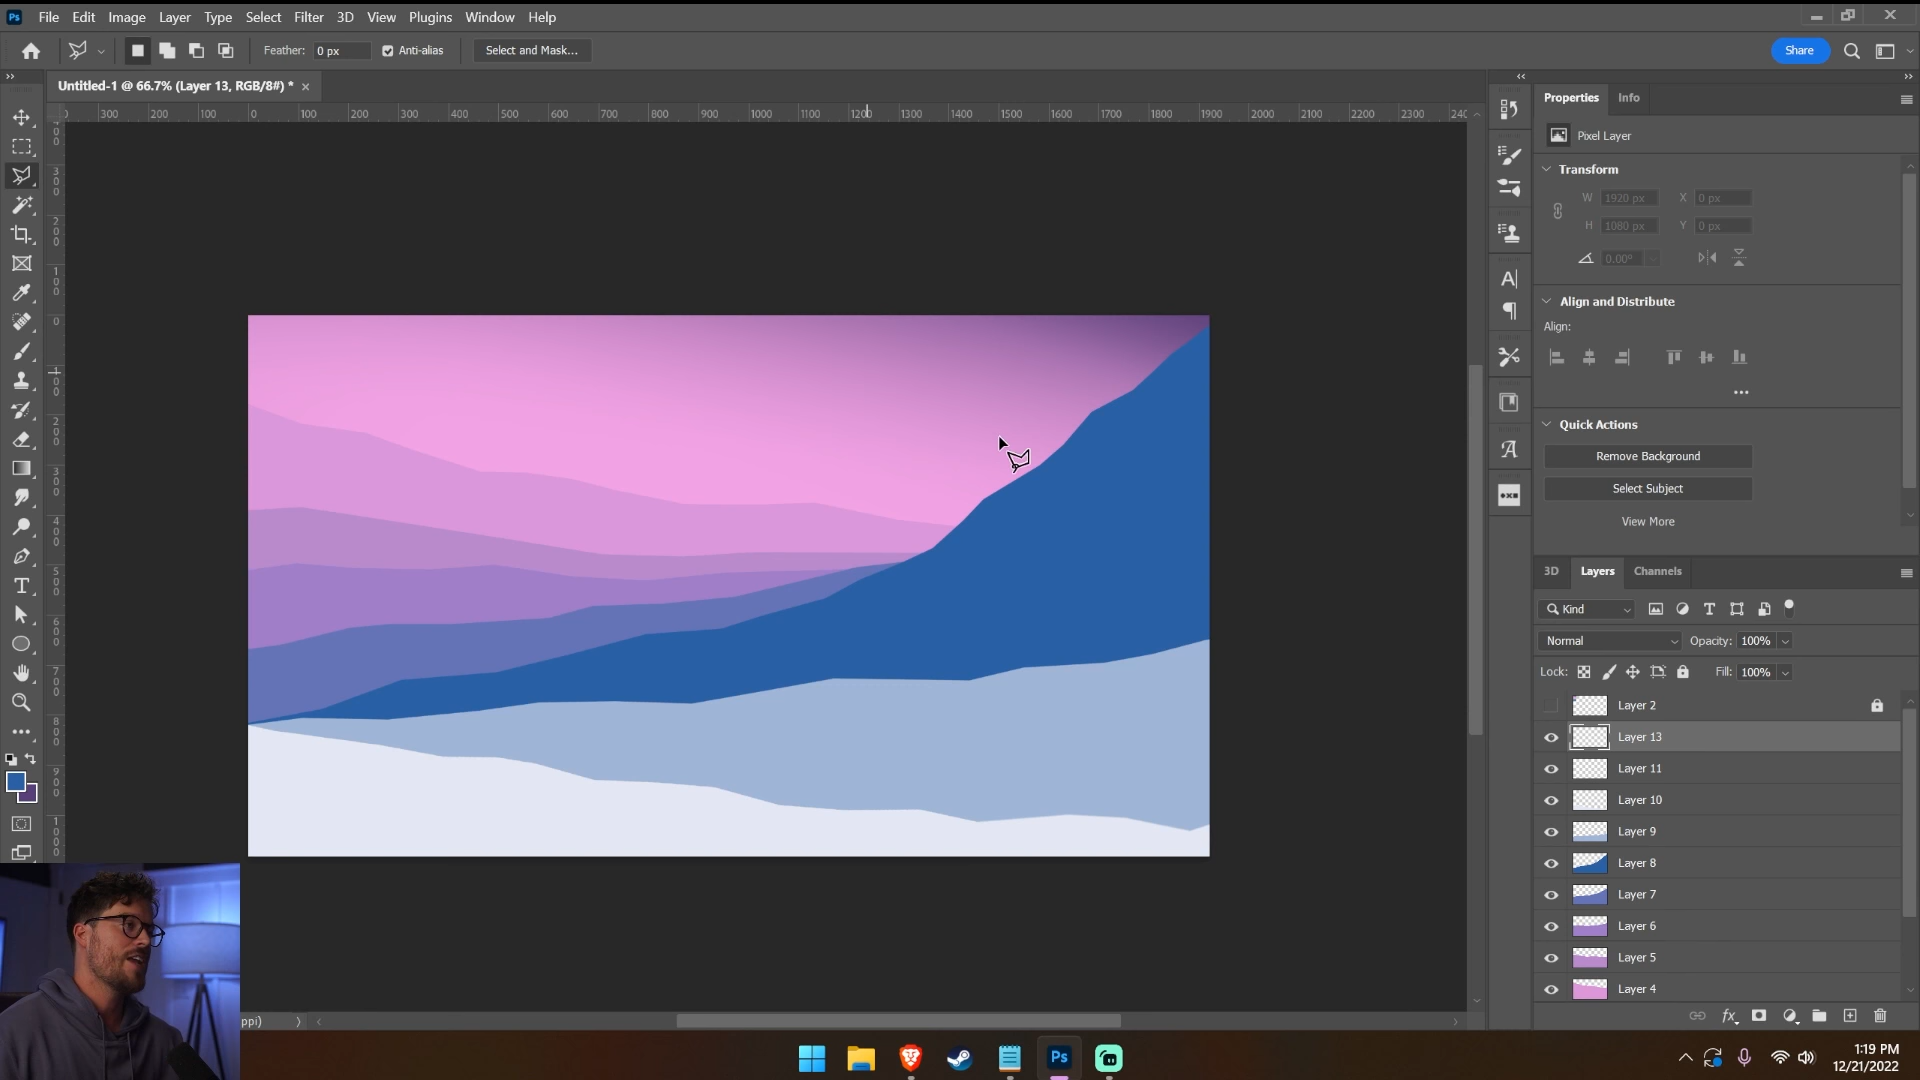 Ps File Edit Image Layer Type Select Filter 3D View Plugins Window Help
Feather: 0 px Anti-alias Select and Mask... Share
Untitled-1 @ 66.7% (Layer 13, RGB/8#) *
300 200 100 0 100 200 300 400 500 600 700 800 900 1000 1100 1200 1300 1400 1500 1600 1700 1800 1900 2000 2100 2200 2300 240
Properties Info
Pixel Layer
Transform
W 1920 px X 0 px
H 1080 px Y 0 px
0.00°
Align and Distribute
Align:
Quick Actions
Remove Background
Select Subject
View More
3D Layers Channels
Kind
Normal Opacity: 100%
Lock: Fill: 100%
Layer 2
Layer 13
Layer 11
Layer 10
Layer 9
Layer 8
Layer 7
Layer 6
Layer 5
Layer 4
fx
ppi)
Ps
1:19 PM
12/21/2022